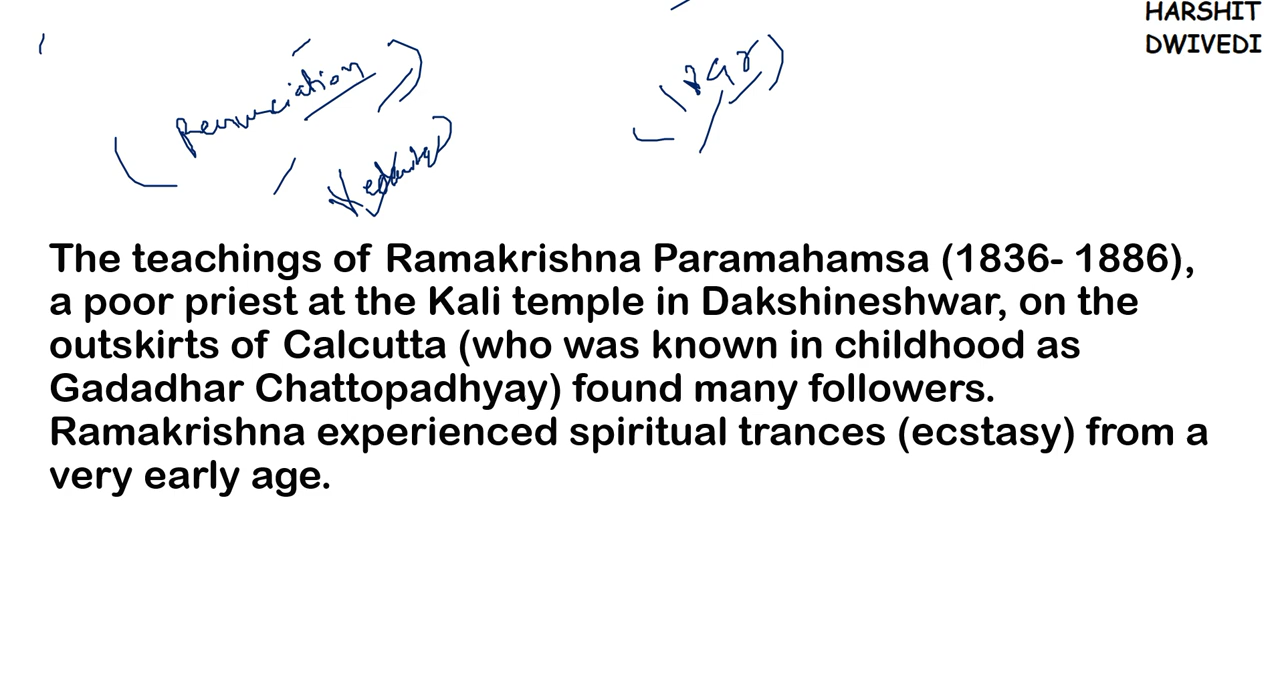 HARSHIT
DWIVEDI
Renunciation
The teachings of Ramakrishna Paramahamsa (1836- 1886),
a poor priest at the Kali temple in Dakshineshwar, on the
outskirts of Calcutta (who was known in childhood as
Gadadhar Chattopadhyay) found many followers.
Ramakrishna experienced spiritual trances (ecstasy) from a
very early age.